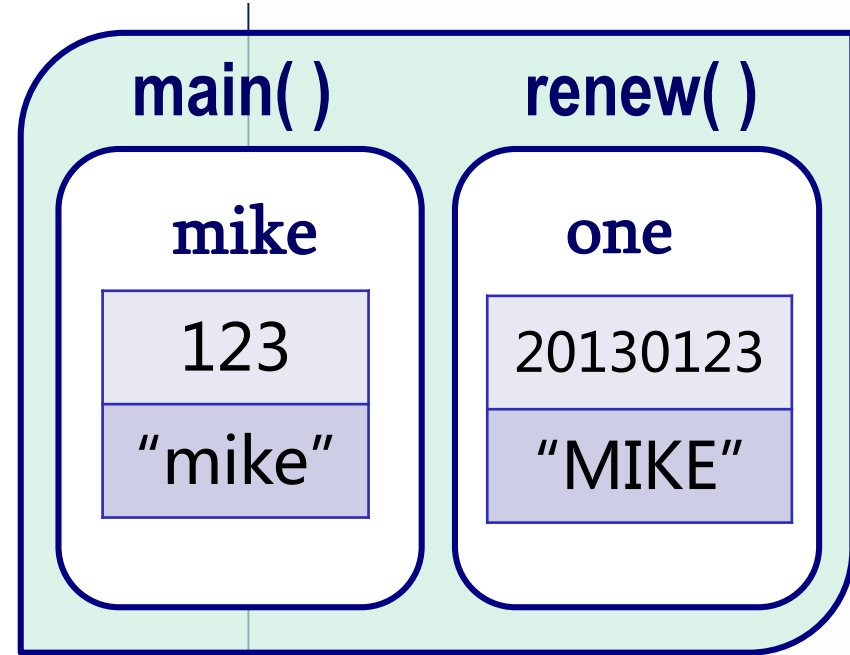 main( ) renew( )
mike one
123 20130123
“mike” “MIKE”